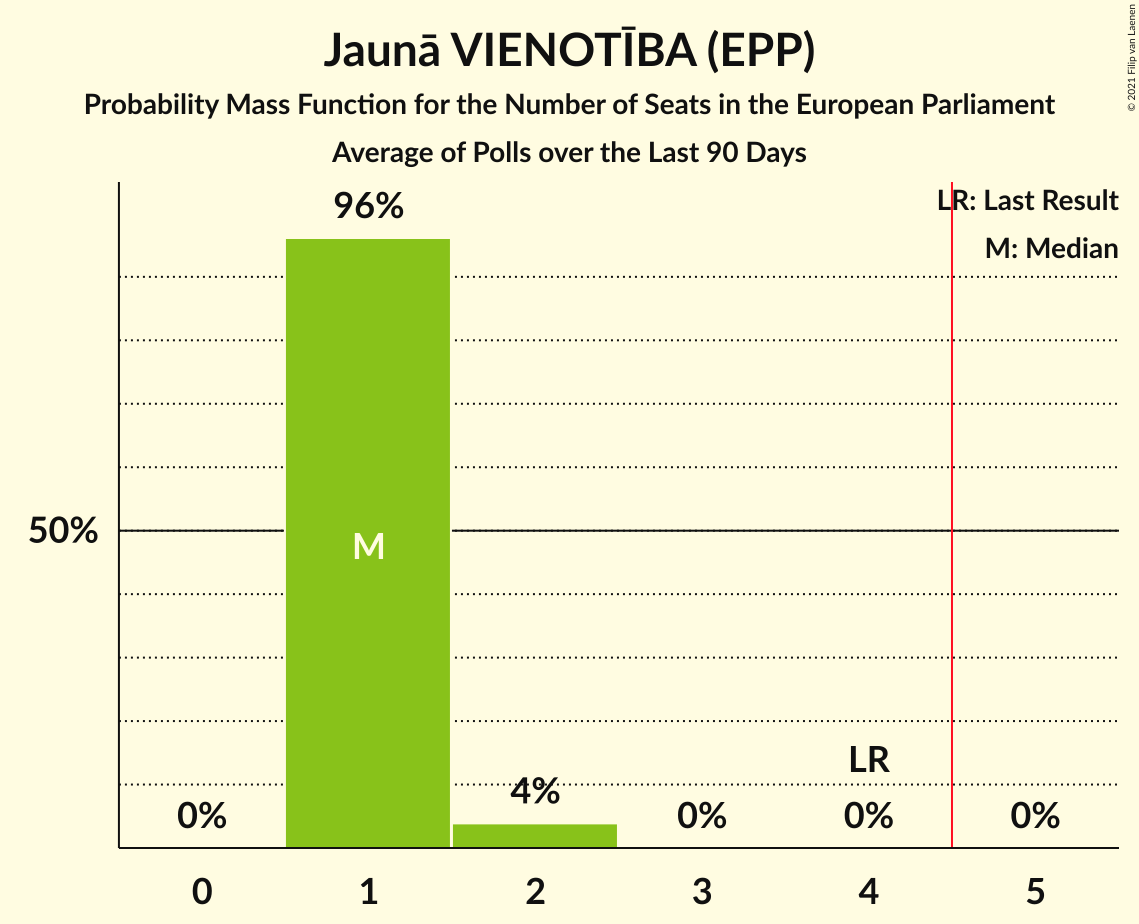 Jaunā VIENOTĪBA (EPP)
Probability Mass Function for the Number of Seats in the European Parliament
Average of Polls over the Last 90 Days
© 2021 Filip van Laenen
LR: Last Result
M: Median
96%
50%
M
LR
4%
0%
0%
0%
0%
0 1 2 3 4 5